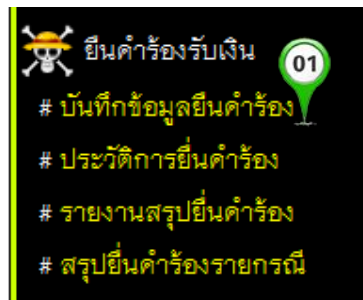 ยืนคำร้องรับเงิน
01
# บันทึกข้อมูลยืนคำร้อง
# ประวัติการยื่นคำร้อง
# รายงานสรุปยื่นคำร้อง
# สรุปยื่นคำร้องรายกรณี